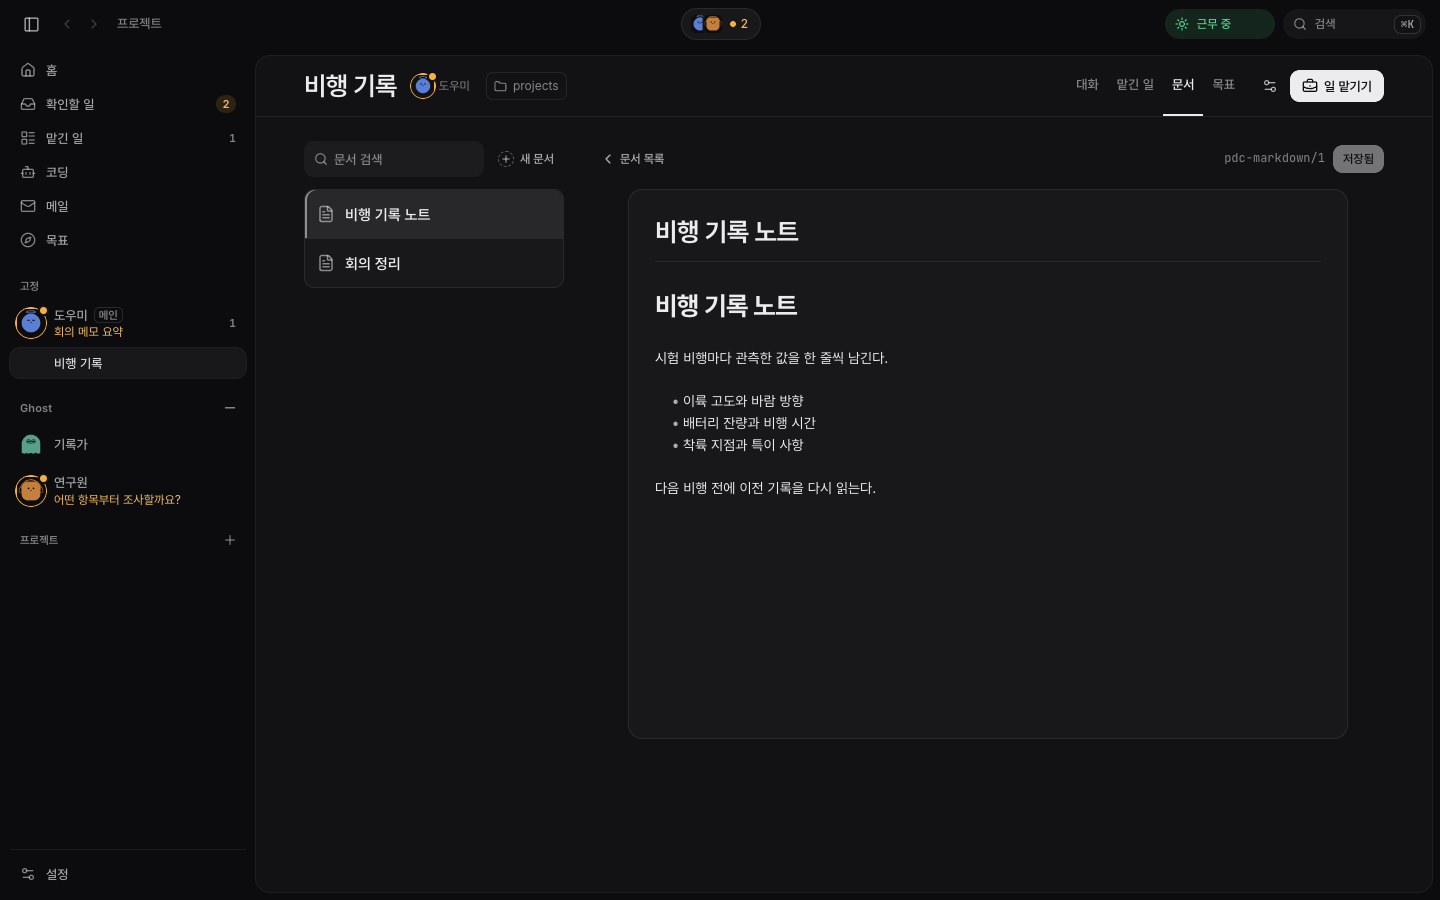 프로젝트
2
근무 중
검색
⌘K
홈
확인할 일
2
맡긴 일
1
코딩
메일
목표
고정
도우미
메인
회의 메모 요약
1
비행 기록
Ghost
기록가
연구원
어떤 항목부터 조사할까요?
프로젝트
설정
비행 기록
도우미
projects
대화
맡긴 일
문서
목표
일 맡기기
문서 검색
새 문서
비행 기록 노트
회의 정리
문서 목록
pdc-markdown/1
저장됨
비행 기록 노트
비행 기록 노트
시험 비행마다 관측한 값을 한 줄씩 남긴다.
• 이륙 고도와 바람 방향
• 배터리 잔량과 비행 시간
• 착륙 지점과 특이 사항
다음 비행 전에 이전 기록을 다시 읽는다.